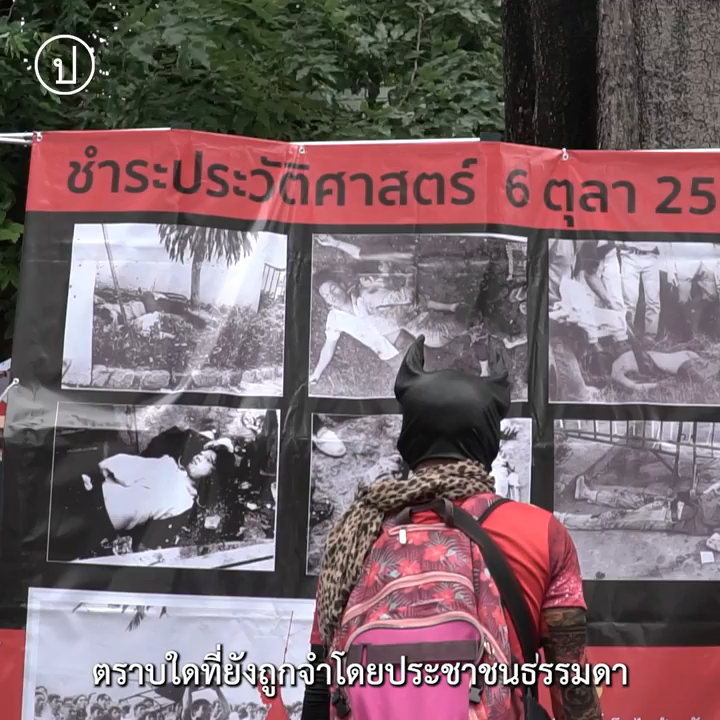 ป
ชำระประวัติศาสตร์ 6 ตุลา 25
ตราบใดที่ยังถูกจำโดยประชาชนธรรมดา